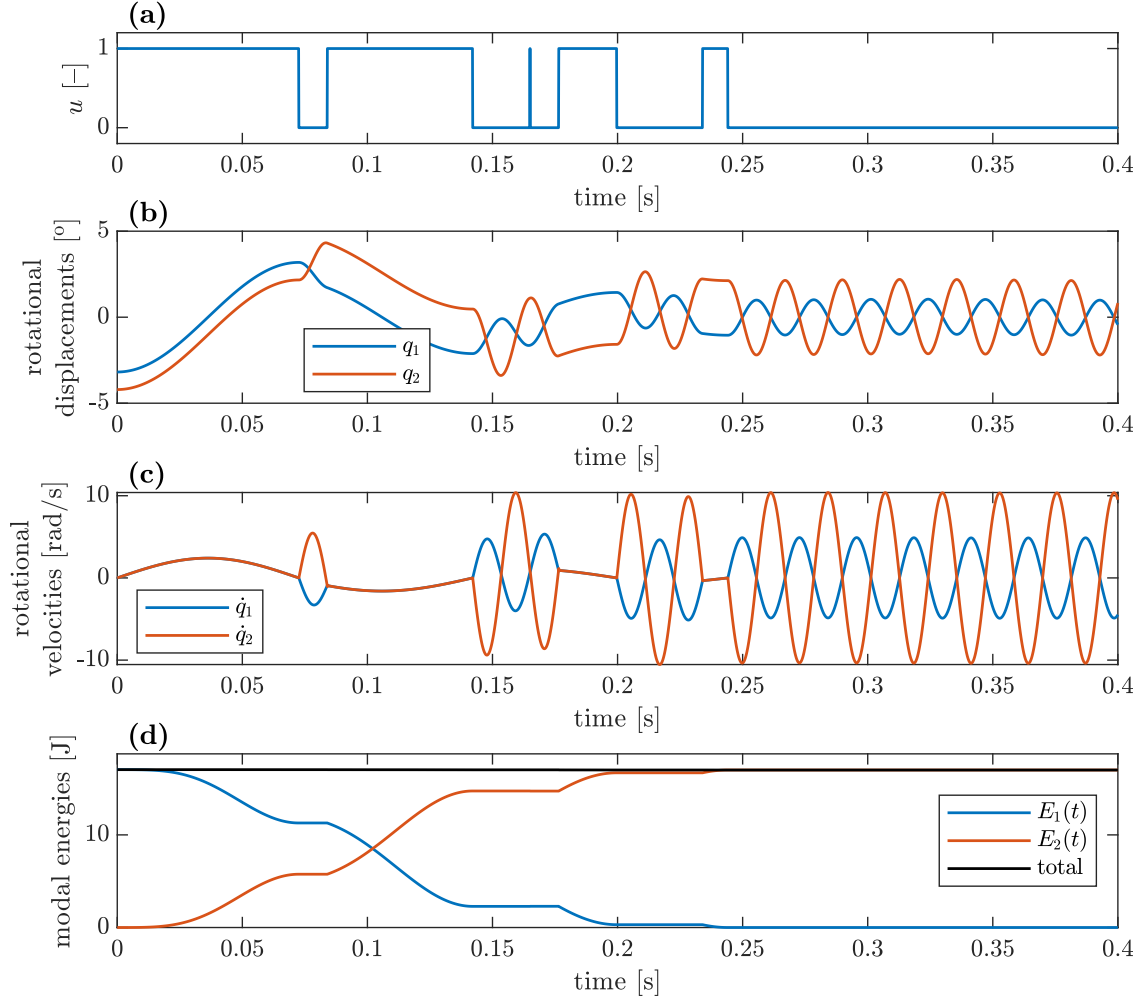 (a)
1
0
u [−]
0 0.05 0.1 0.15 0.2 0.25 0.3 0.35 0.4
time [s]
(b)
5
0
-5
rotational
displacements [º]
q₁
q₂
0 0.05 0.1 0.15 0.2 0.25 0.3 0.35 0.4
time [s]
(c)
10
0
-10
rotational
velocities [rad/s]
q̇₁
q̇₂
0 0.05 0.1 0.15 0.2 0.25 0.3 0.35 0.4
time [s]
(d)
10
0
modal energies [J]
E₁(t)
E₂(t)
total
0 0.05 0.1 0.15 0.2 0.25 0.3 0.35 0.4
time [s]